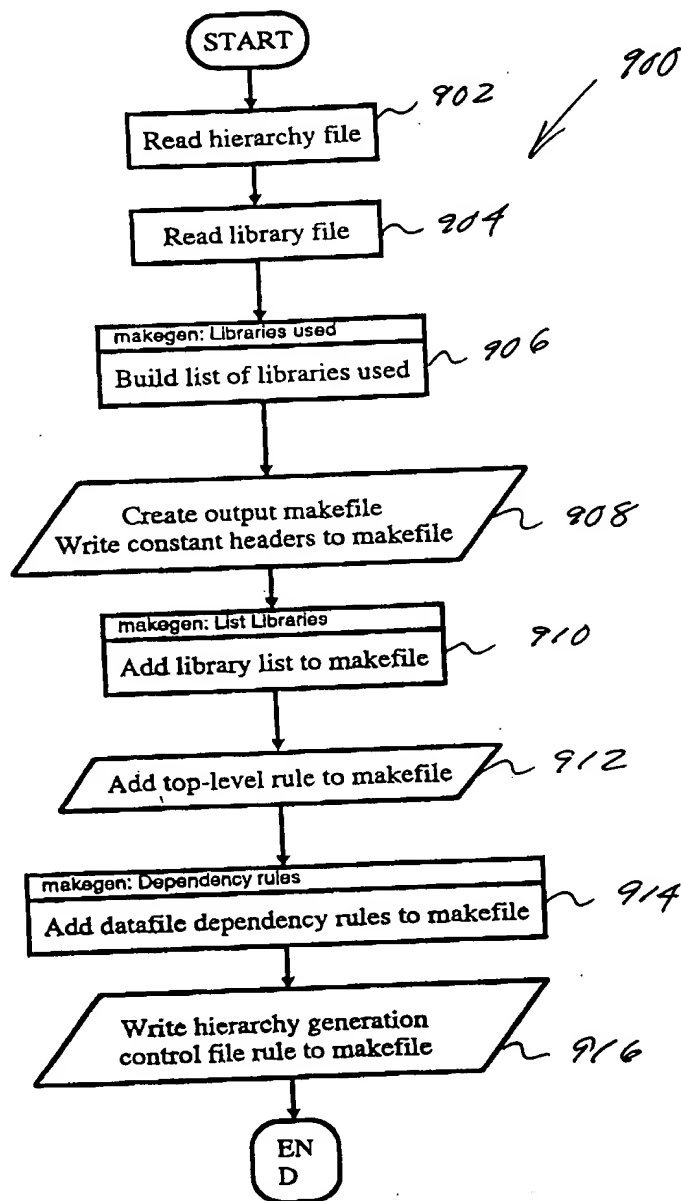 START
900
902
Read hierarchy file
Read library file
904
makegen: Libraries used
Build list of libraries used
906
Create output makefile
Write constant headers to makefile
908
makegen: List Libraries
Add library list to makefile
910
Add top-level rule to makefile
912
makegen: Dependency rules
Add datafile dependency rules to makefile
914
Write hierarchy generation
control file rule to makefile
916
EN
D